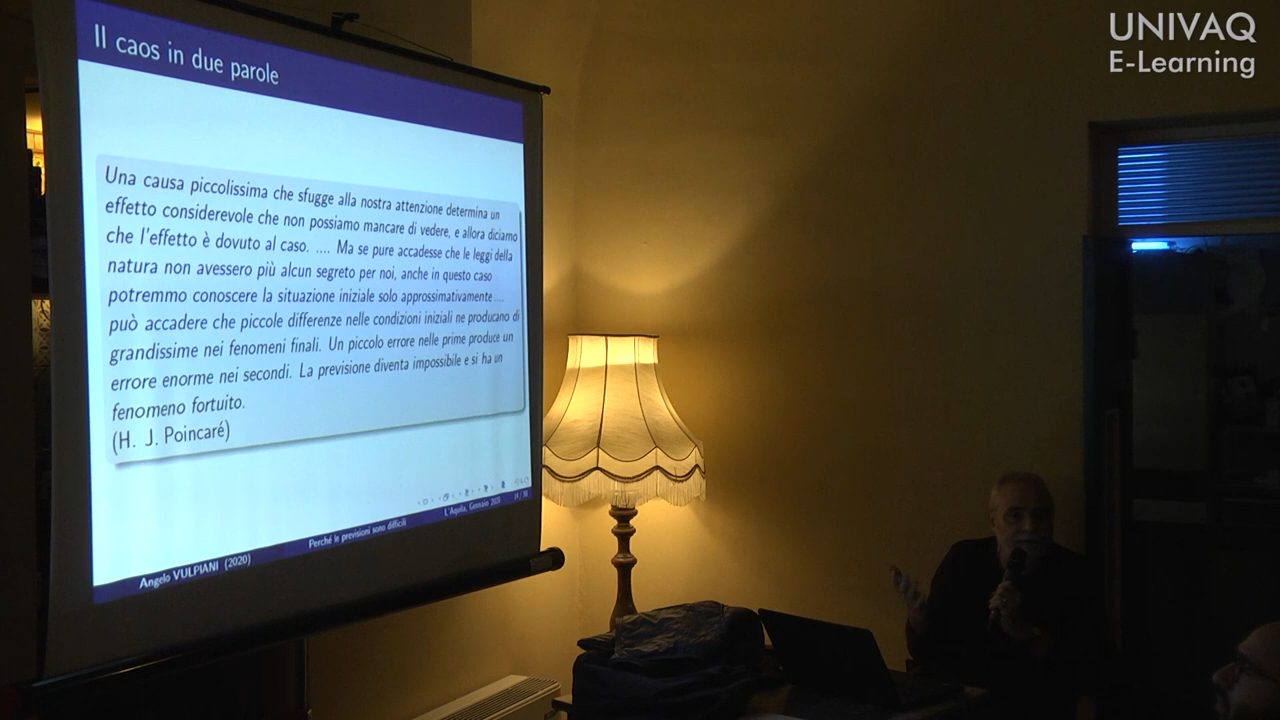 UNIVAQ
E-Learning
Il caos in due parole
Una causa piccolissima che sfugge alla nostra attenzione determina un
effetto considerevole che non possiamo mancare di vedere, e allora diciamo
che l'effetto è dovuto al caso. .... Ma se pure accadesse che le leggi della
natura non avessero più alcun segreto per noi, anche in questo caso
potremmo conoscere la situazione iniziale solo approssimativamente ....
può accadere che piccole differenze nelle condizioni iniziali ne producano di
grandissime nei fenomeni finali. Un piccolo errore nelle prime produce un
errore enorme nei secondi. La previsione diventa impossibile e si ha un
fenomeno fortuito.
(H. J. Poincaré)
Angelo VULPIANI (2020)
Perché le previsioni sono difficili
L'Aquila, Gennaio 2020